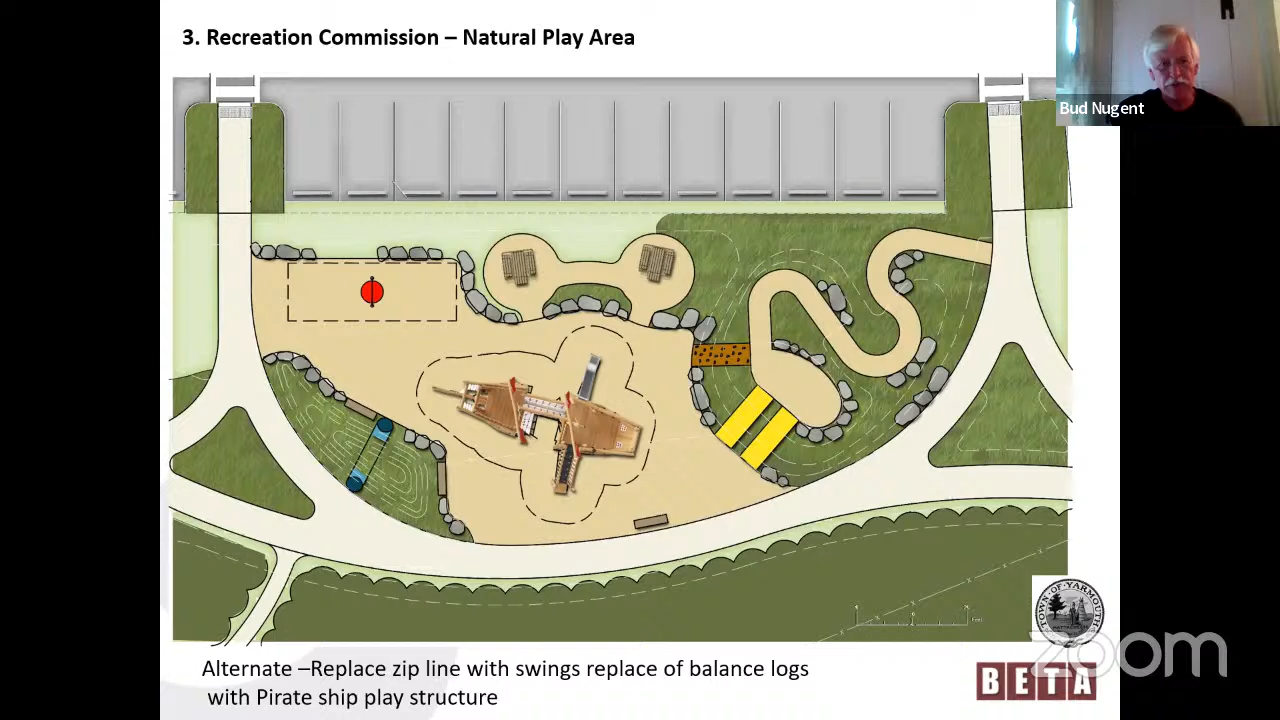 3. Recreation Commission – Natural Play Area
Bud Nugent
TOWN OF YARMOUTH
Alternate –Replace zip line with swings replace of balance logs
with Pirate ship play structure
BETA
zoom